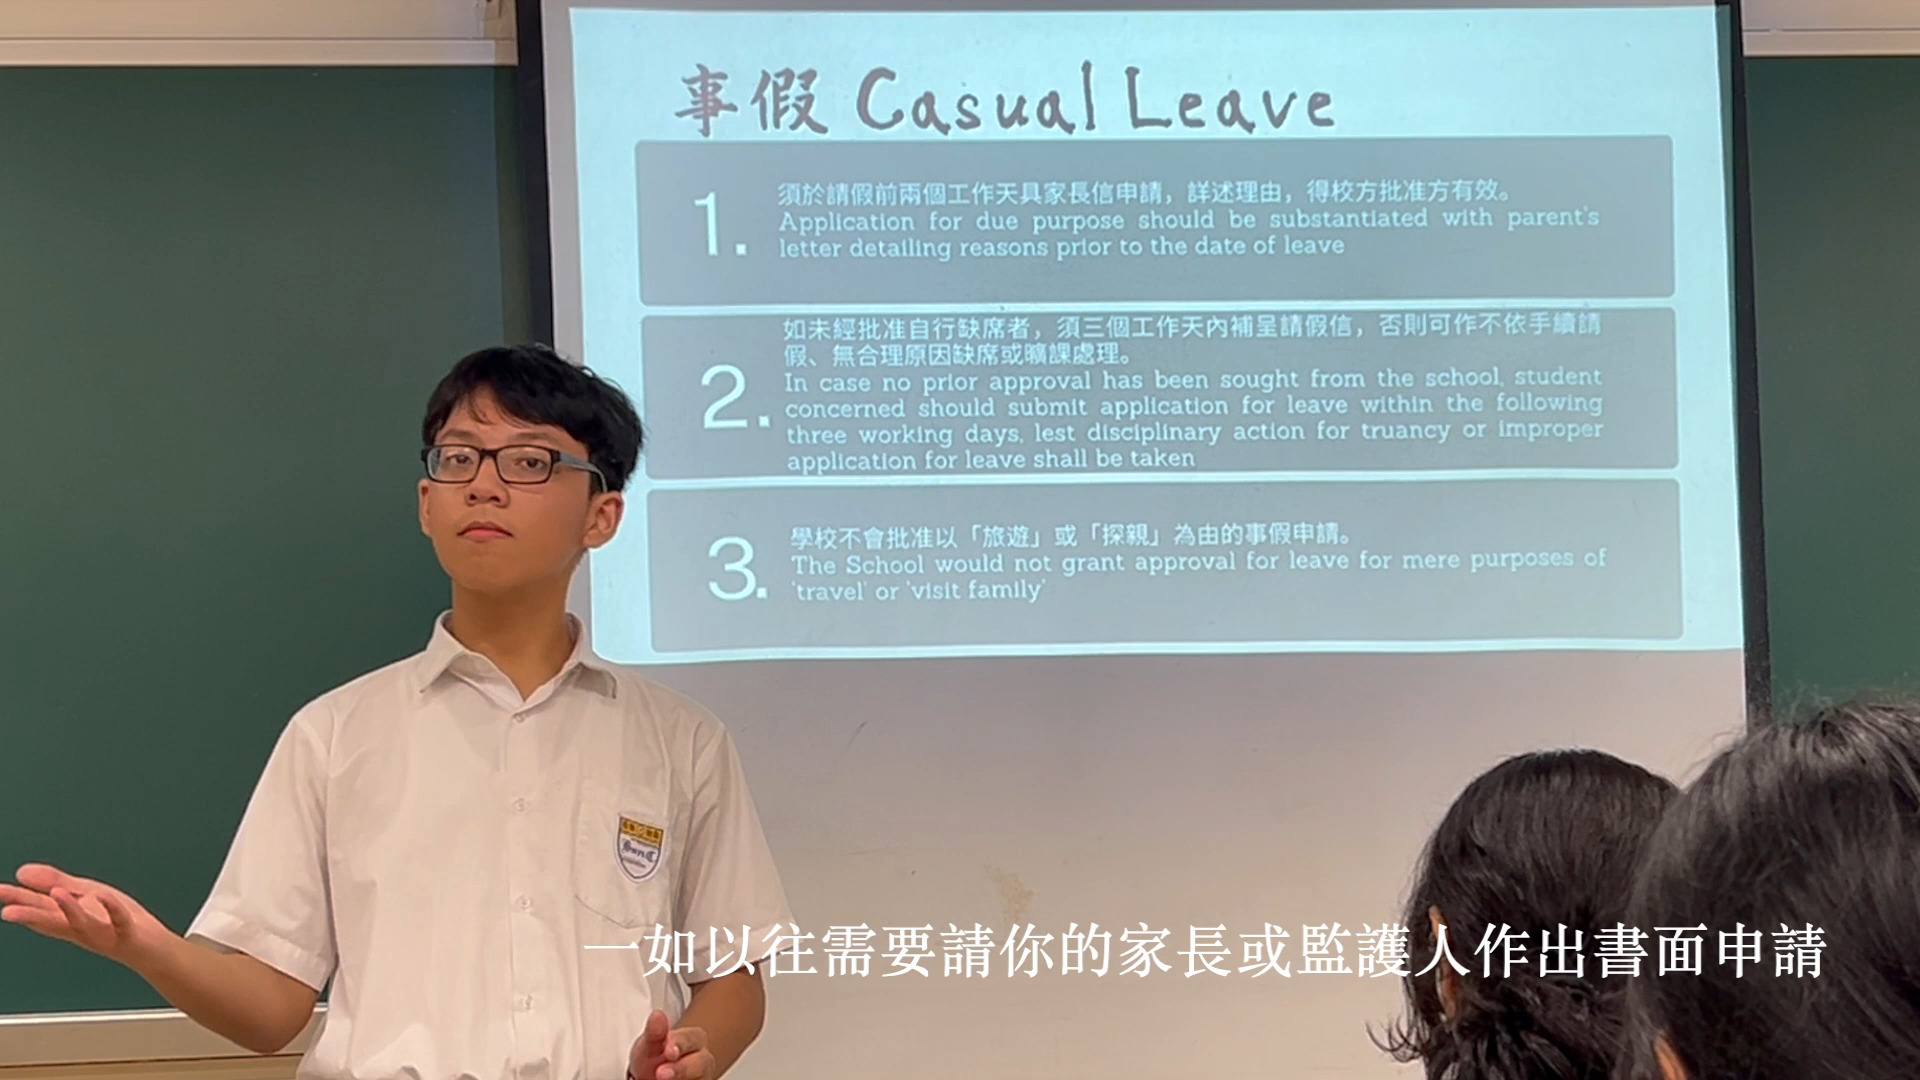 事假 Casual Leave
1.
須於請假前兩個工作天具家長信申請，詳述理由，得校方批准方有效。
Application for due purpose should be substantiated with parent's
letter detailing reasons prior to the date of leave
2.
如未經批准自行缺席者，須三個工作天內補呈請假信，否則可作不依手續請
假、無合理原因缺席或曠課處理。
In case no prior approval has been sought from the school, student
concerned should submit application for leave within the following
three working days, lest disciplinary action for truancy or improper
application for leave shall be taken
3.
學校不會批准以「旅遊」或「探親」為由的事假申請。
The School would not grant approval for leave for mere purposes of
'travel' or 'visit family'
一如以往需要請你的家長或監護人作出書面申請